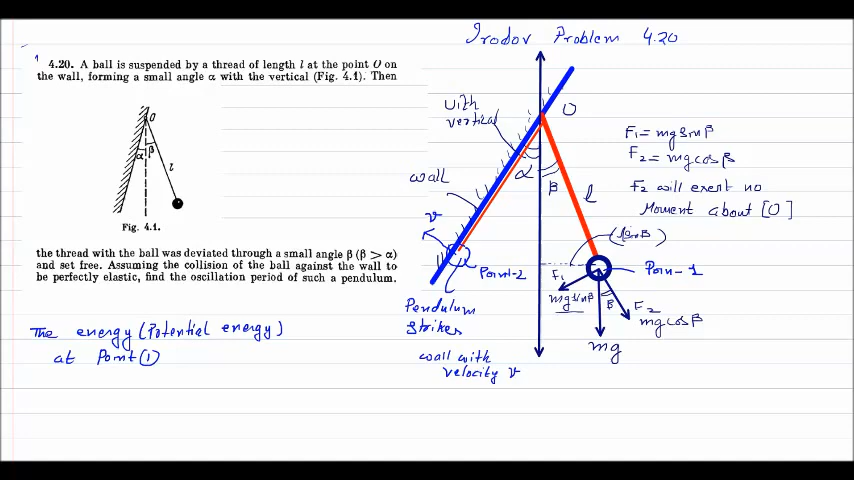 Irodov Problem 4.20
4.20. A ball is suspended by a thread of length l at the point O on
the wall, forming a small angle α with the vertical (Fig. 4.1). Then
O
α
β
l
Fig. 4.1.
the thread with the ball was deviated through a small angle β (β > α)
and set free. Assuming the collision of the ball against the wall to
be perfectly elastic, find the oscillation period of such a pendulum.
The energy (Potential energy)
at Point (1)
with
vertical
O
wall
α
β
l
v
Point-2
F1
mg sinβ
β
F2
mg cosβ
mg
Point-1
Pendulum
Strikes
wall with
velocity v
F1 = mg sinβ
F2 = mg cosβ
F2 will exert no
Moment about [O]